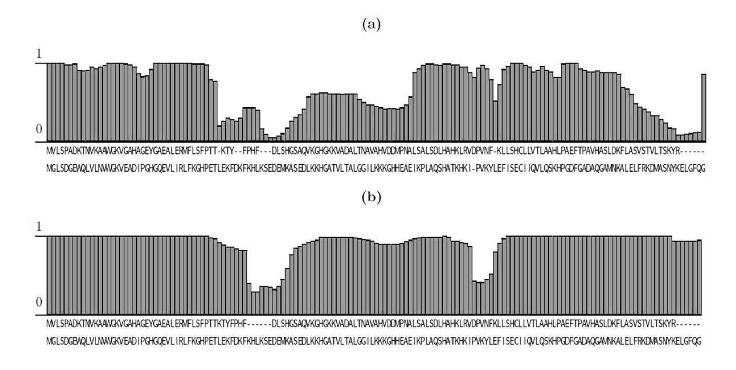 (a)
1
0
MVLSPADKTNVKAAWGKVGAHAGEYGAEALERMFLSFPTT-KTY--FPHF---DLSHGSAQVKGHGKKVADALTNAVAHVDDMPNALSALSDLHAHKLRVDPVNF-KLLSHCLLVTLAAHLPAEFTPAVHASLDKFLASVSTVLTSKYR------
MGLSDGEWQLVLNVWGKVEADIPGHGQEVLIRLFKGHPETLEKFDKFKHLKSEDEMKASEDLKKHGATVLTALGGILKKKGHHEAEIKPLAQSHATKHKI-PVKYLEFISECIIQVLQSKHPGDFGADAQGAMNKALELFRKDMASNYKELGFQG
(b)
1
0
MVLSPADKTNVKAAWGKVGAHAGEYGAEALERMFLSFPTTKTYFPHF------DLSHGSAQVKGHGKKVADALTNAVAHVDDMPNALSALSDLHAHKLRVDPVNFKLLSHCLLVTLAAHLPAEFTPAVHASLDKFLASVSTVLTSKYR------
MGLSDGEWQLVLNVWGKVEADIPGHGQEVLIRLFKGHPETLEKFDKFKHLKSEDEMKASEDLKKHGATVLTALGGILKKKGHHEAEIKPLAQSHATKHKIPVKYLEFISECIIQVLQSKHPGDFGADAQGAMNKALELFRKDMASNYKELGFQG